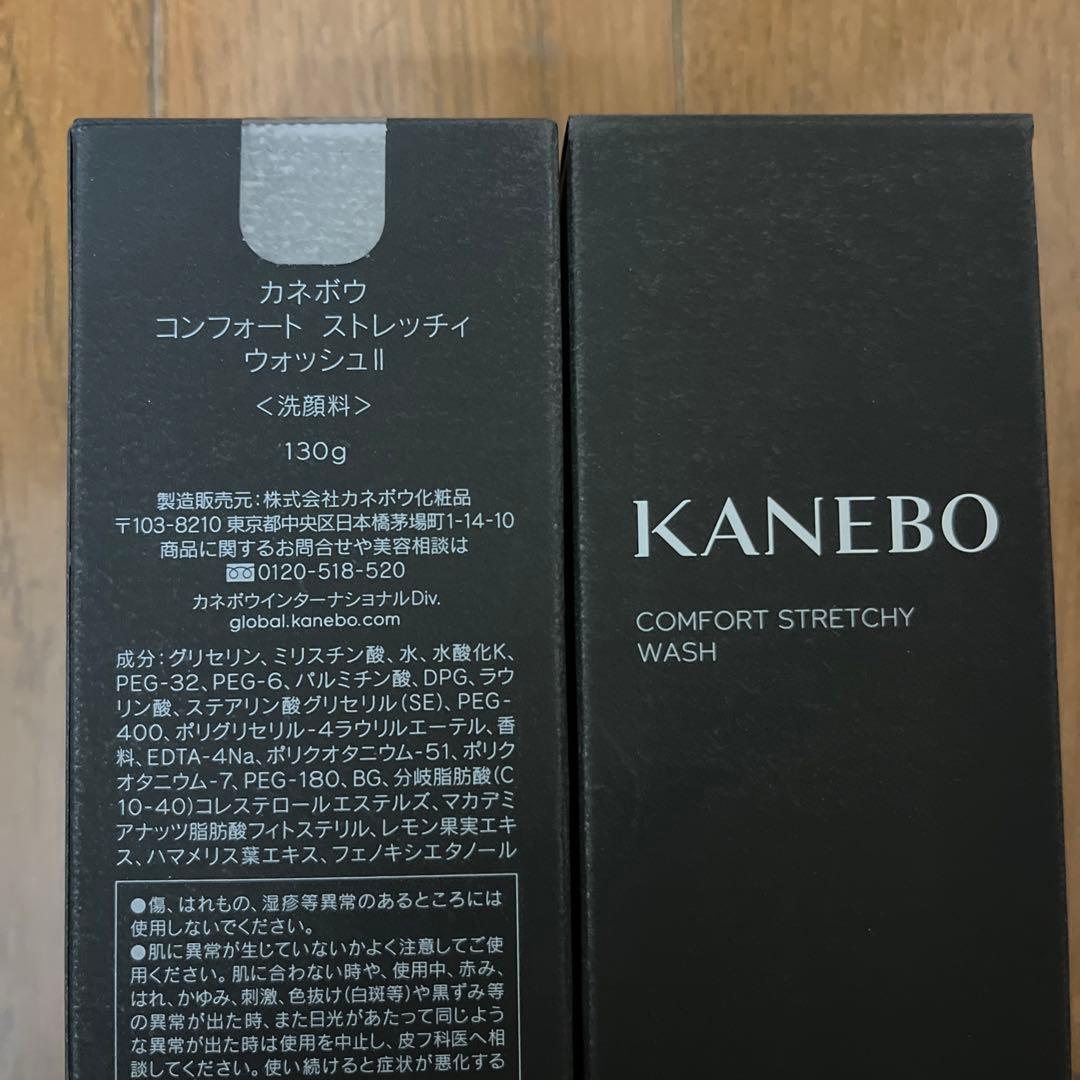 カネボウ
コンフォート ストレッチィ
ウォッシュII
＜洗顔料＞
130g
製造販売元:株式会社カネボウ化粧品
〒103-8210 東京都中央区日本橋茅場町1-14-10
商品に関するお問合せや美容相談は
0120-518-520
カネボウインターナショナルDiv.
global.kanebo.com
成分:グリセリン、ミリスチン酸、水、水酸化K、
PEG-32、PEG-6、パルミチン酸、DPG、ラウ
リン酸、ステアリン酸グリセリル(SE)、PEG-
400、ポリグリセリル-4ラウリルエーテル、香
料、EDTA-4Na、ポリクオタニウム-51、ポリク
オタニウム-7、PEG-180、BG、分岐脂肪酸(C
10-40)コレステロールエステルズ、マカデミ
アナッツ脂肪酸フィトステリル、レモン果実エキ
ス、ハマメリス葉エキス、フェノキシエタノール
●傷、はれもの、湿疹等異常のあるところには
使用しないでください。
●肌に異常が生じていないかよく注意してご使
用ください。肌に合わない時や、使用中、赤み、
はれ、かゆみ、刺激、色抜け(白斑等)や黒ずみ等
の異常が出た時、また日光があたって同じよう
な異常が出た時は使用を中止し、皮フ科医へ相
談してください。使い続けると症状が悪化する
KANEBO
COMFORT STRETCHY
WASH